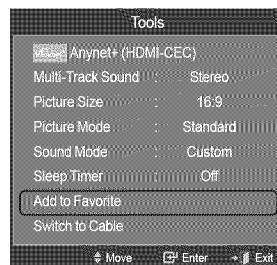 Tools
Anynet+ (HDMI-CEC)
Multi-Track Sound : Stereo
Picture Size : 16:9
Picture Mode : Standard
Sound Mode : Custom
Sleep Timer : Off
Add to Favorite
Switch to Cable
Move Enter Exit